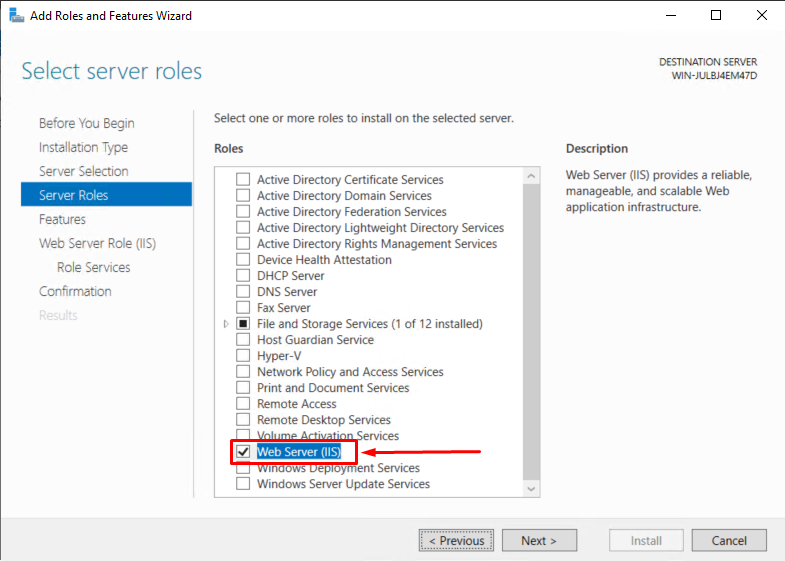 Add Roles and Features Wizard
Select server roles
DESTINATION SERVER
WIN-JULBJ4EM47D
Before You Begin
Installation Type
Server Selection
Server Roles
Features
Web Server Role (IIS)
Role Services
Confirmation
Results
Select one or more roles to install on the selected server.
Roles
Active Directory Certificate Services
Active Directory Domain Services
Active Directory Federation Services
Active Directory Lightweight Directory Services
Active Directory Rights Management Services
Device Health Attestation
DHCP Server
DNS Server
Fax Server
File and Storage Services (1 of 12 installed)
Host Guardian Service
Hyper-V
Network Policy and Access Services
Print and Document Services
Remote Access
Remote Desktop Services
Volume Activation Services
Web Server (IIS)
Windows Deployment Services
Windows Server Update Services
Description
Web Server (IIS) provides a reliable,
manageable, and scalable Web
application infrastructure.
< Previous
Next >
Install
Cancel